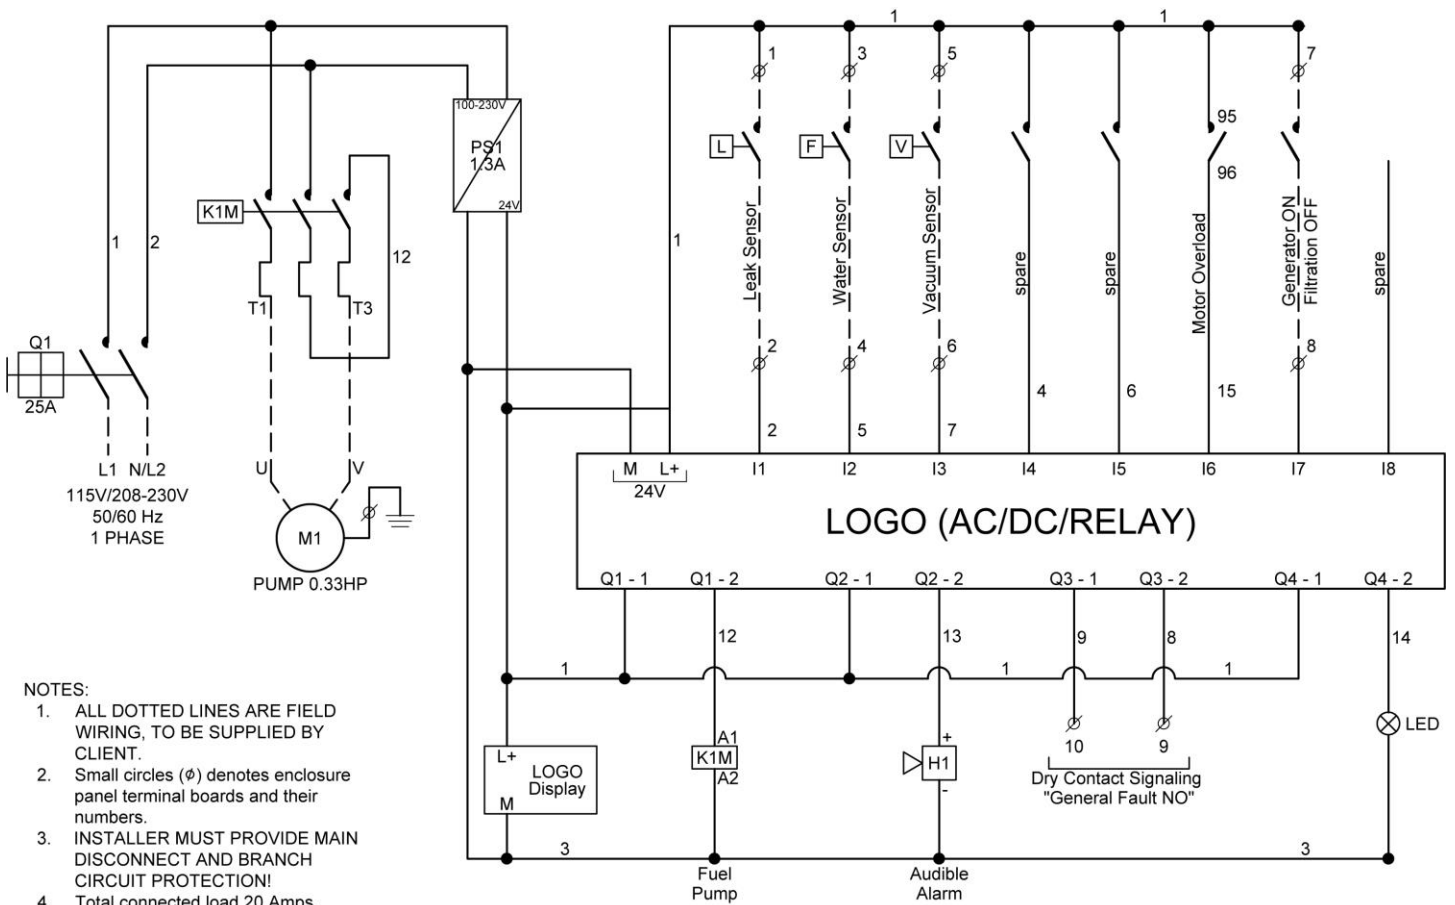 1
1
1
3
5
7
100-230V
PS1
1.3A
24V
L
F
V
95
96
K1M
1
2
12
1
Leak Sensor
Water Sensor
Vacuum Sensor
spare
spare
Motor Overload
Generator ON
Filtration OFF
spare
T1
T3
Q1
25A
2
4
6
8
4
6
15
2
5
7
L1 N/L2
115V/208-230V
50/60 Hz
1 PHASE
U
V
M1
PUMP 0.33HP
M L+
24V
I1
I2
I3
I4
I5
I6
I7
I8
LOGO (AC/DC/RELAY)
Q1 - 1
Q1 - 2
Q2 - 1
Q2 - 2
Q3 - 1
Q3 - 2
Q4 - 1
Q4 - 2
12
13
9
8
14
1
1
1
LED
10
9
Dry Contact Signaling
"General Fault NO"
L+
LOGO
Display
M
A1
K1M
A2
+
H1
-
3
3
Fuel
Pump
Audible
Alarm
NOTES:
1. ALL DOTTED LINES ARE FIELD
WIRING, TO BE SUPPLIED BY
CLIENT.
2. Small circles (⌀) denotes enclosure
panel terminal boards and their
numbers.
3. INSTALLER MUST PROVIDE MAIN
DISCONNECT AND BRANCH
CIRCUIT PROTECTION!
4. Total connected load 20 Amps